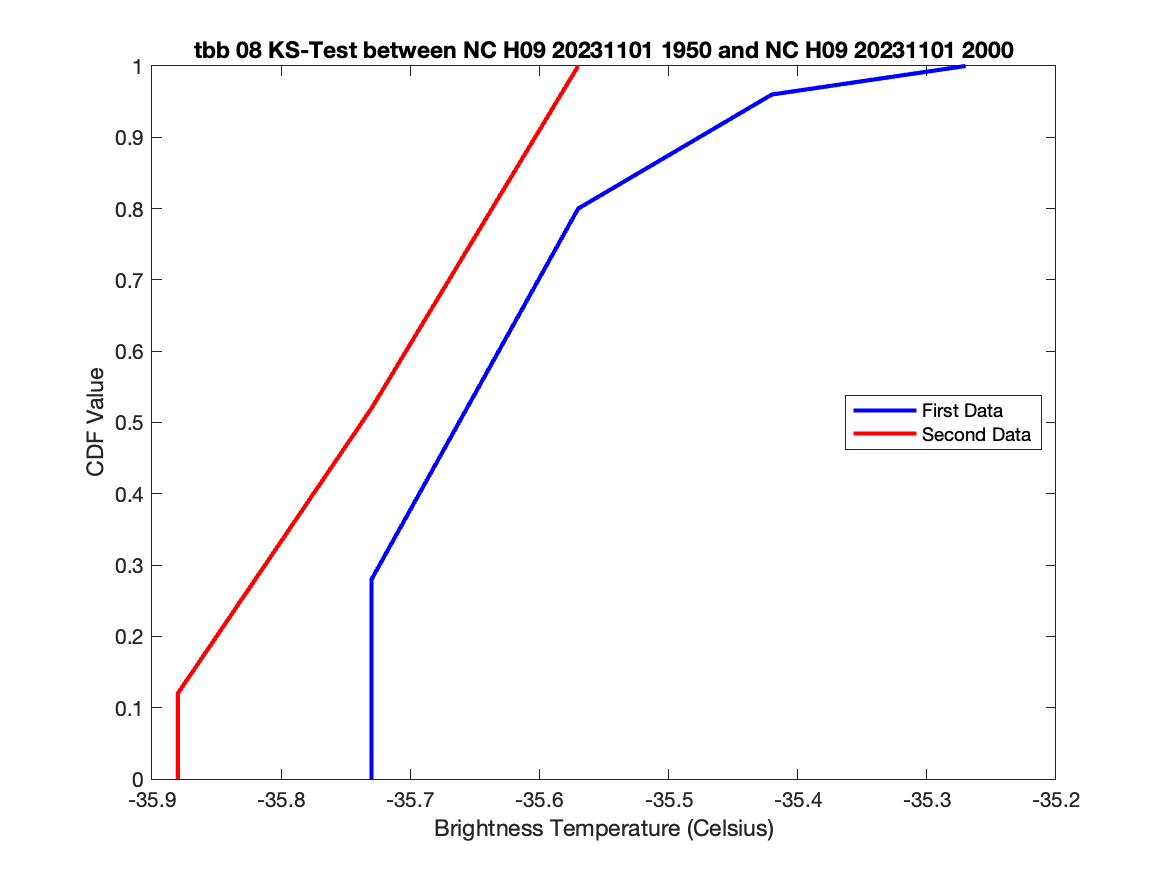 tbb 08 KS-Test between NC H09 20231101 1950 and NC H09 20231101 2000
1
0.9
0.8
0.7
0.6
0.5
0.4
0.3
0.2
0.1
0
CDF Value
First Data
Second Data
-35.9 -35.8 -35.7 -35.6 -35.5 -35.4 -35.3 -35.2
Brightness Temperature (Celsius)